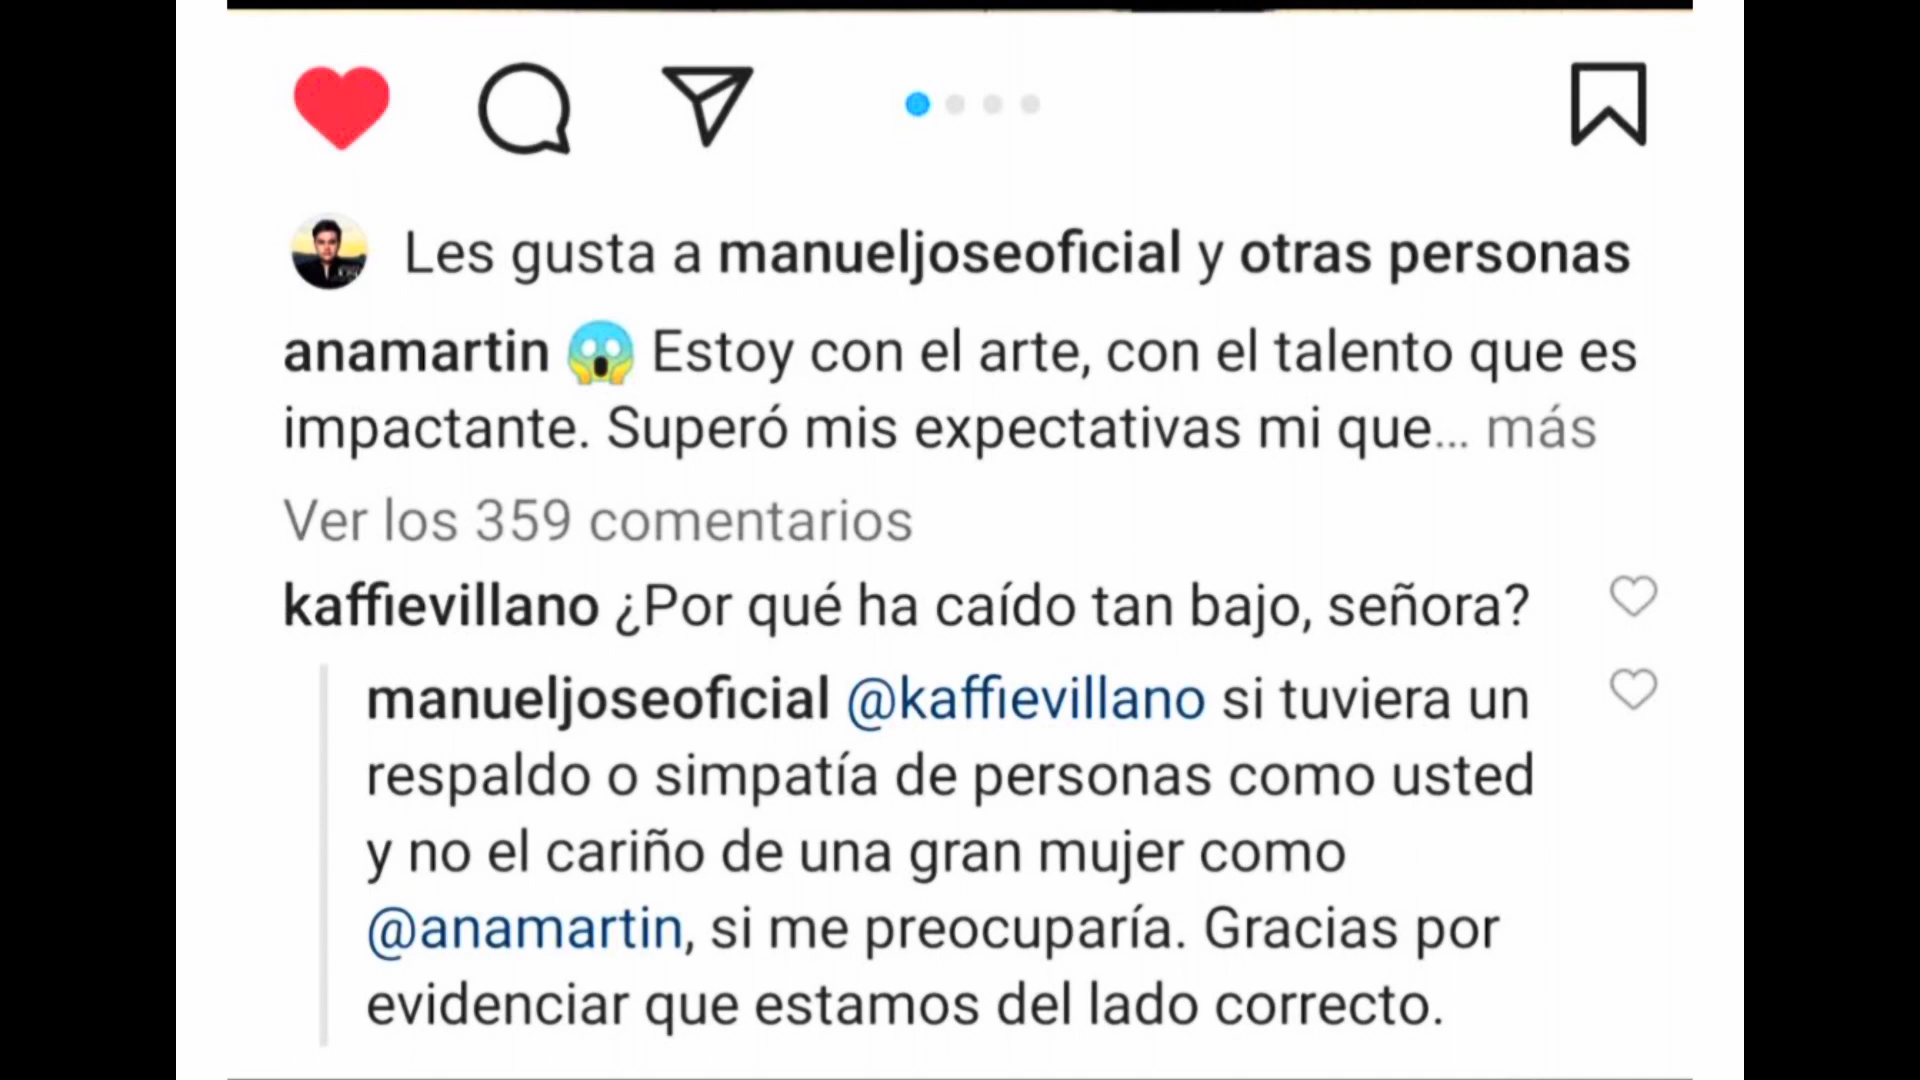 Les gusta a manueljoseoficial y otras personas
anamartin 😱 Estoy con el arte, con el talento que es
impactante. Superó mis expectativas mi que... más
Ver los 359 comentarios
kaffievillano ¿Por qué ha caído tan bajo, señora?
manueljoseoficial @kaffievillano si tuviera un
respaldo o simpatía de personas como usted
y no el cariño de una gran mujer como
@anamartin, si me preocuparía. Gracias por
evidenciar que estamos del lado correcto.